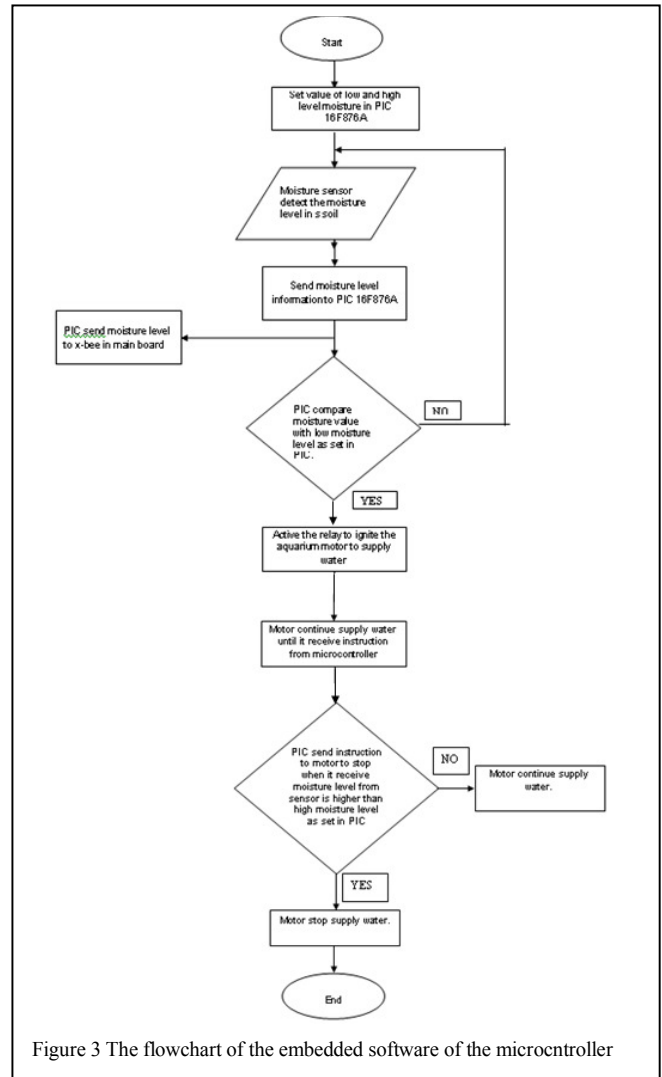 Start
Set value of low and high
level moisture in PIC
16F876A
Moisture sensor
detect the moisture
level in s soil
Send moisture level
information to PIC 16F876A
PIC send moisture level
to x-bee in main board
PIC compare
moisture value
with low moisture
level as set in
PIC.
NO
YES
Active the relay to ignite the
aquarium motor to supply
water
Motor continue supply water
until it receive instruction
from microcontroller
PIC send instruction
to motor to stop
when it receive
moisture level from
sensor is higher than
high moisture level
as set in PIC
NO
Motor continue supply
water.
YES
Motor stop supply water.
End
Figure 3 The flowchart of the embedded software of the microcntroller